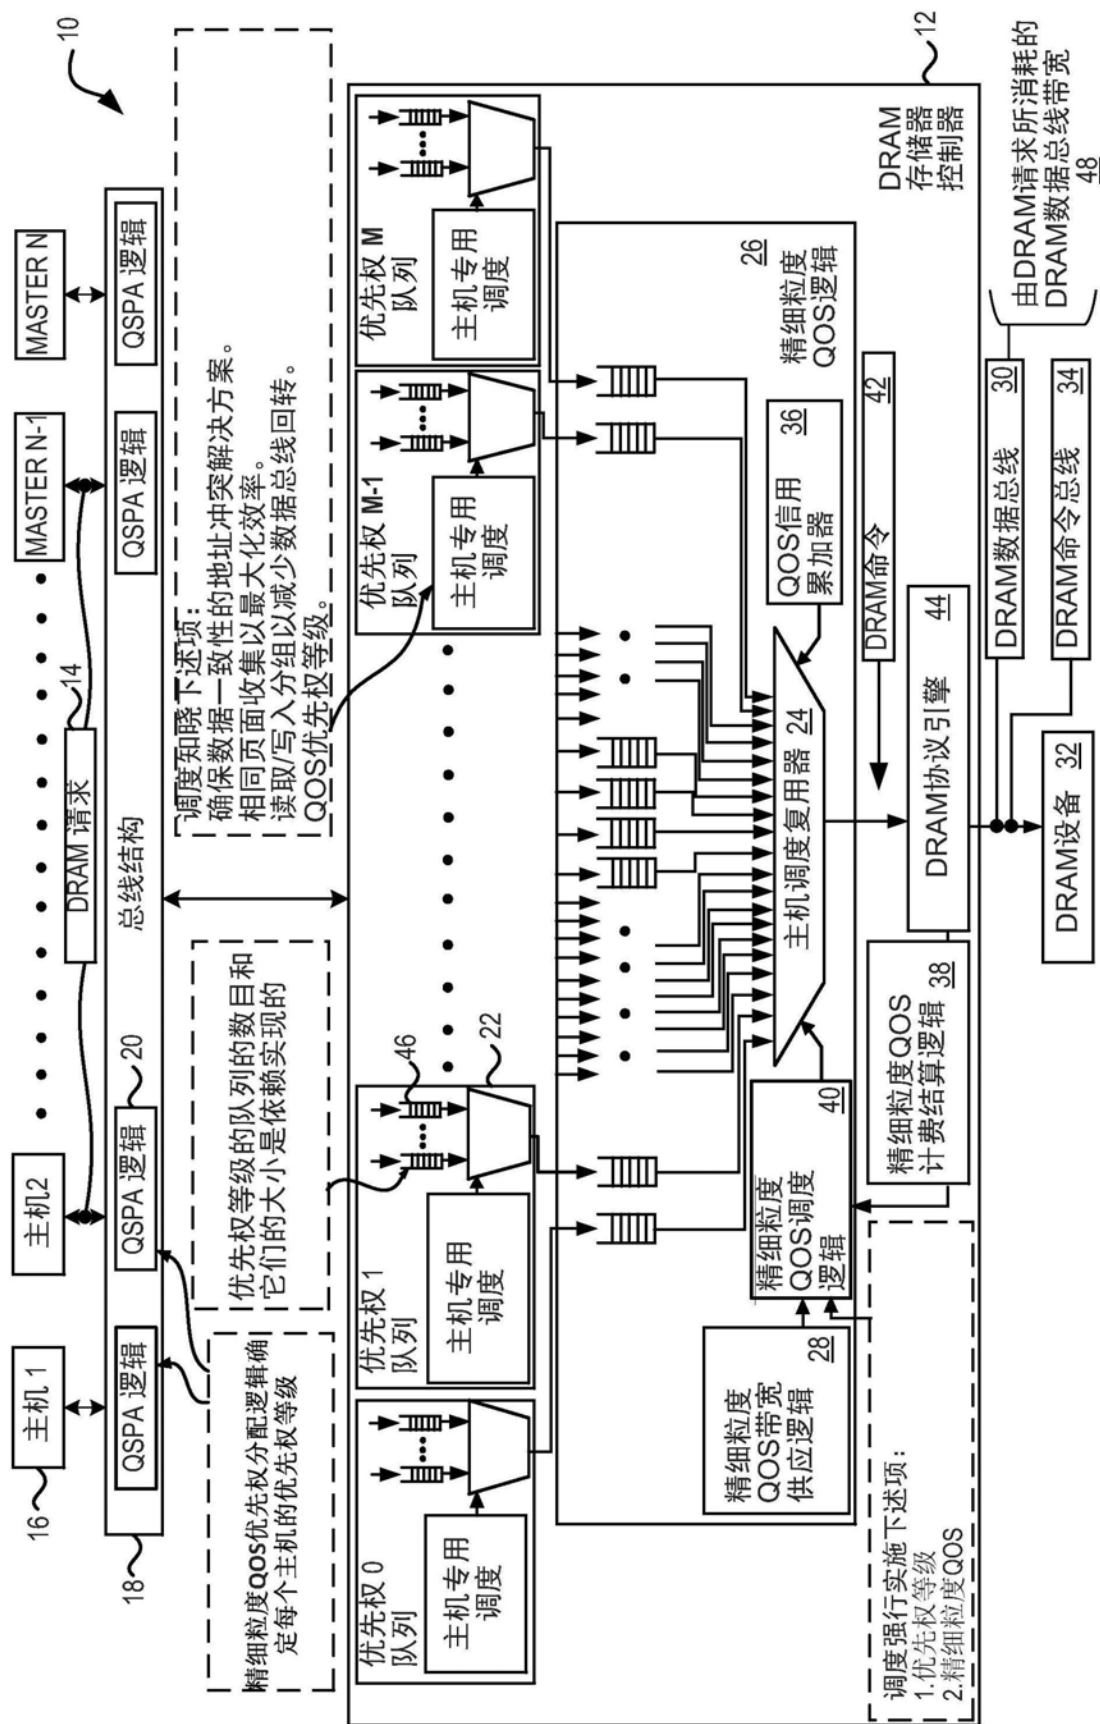 10
主机 1
主机2
MASTER N-1
MASTER N
16
DRAM 请求
14
QSPA 逻辑
QSPA 逻辑
20
总线结构
QSPA 逻辑
QSPA 逻辑
18
精细粒度QOS优先权分配逻辑确
定每个主机的优先权等级
优先权等级的队列的数目和
它们的大小是依赖实现的
调度知晓下述项：
确保数据一致性的地址冲突解决方案。
相同页面收集以最大化效率。
读取/写入分组以减少数据总线回转。
QOS优先权等级。
优先权 0
队列
主机专用
调度
优先权 1
队列
主机专用
调度
46
22
优先权 M-1
队列
主机专用
调度
优先权 M
队列
主机专用
调度
精细粒度
QOS带宽
供应逻辑
28
精细粒度
QOS调度
逻辑
40
主机调度复用器 24
QOS信用
累加器
36
精细粒度
QOS逻辑
26
DRAM
存储器
控制器
12
调度强行实施下述项：
1.优先权等级
2.精细粒度QOS
精细粒度QOS
计费结算逻辑 38
DRAM协议引擎 44
DRAM命令 42
DRAM设备 32
DRAM数据总线 30
DRAM命令总线 34
由DRAM请求所消耗的
DRAM数据总线带宽
48